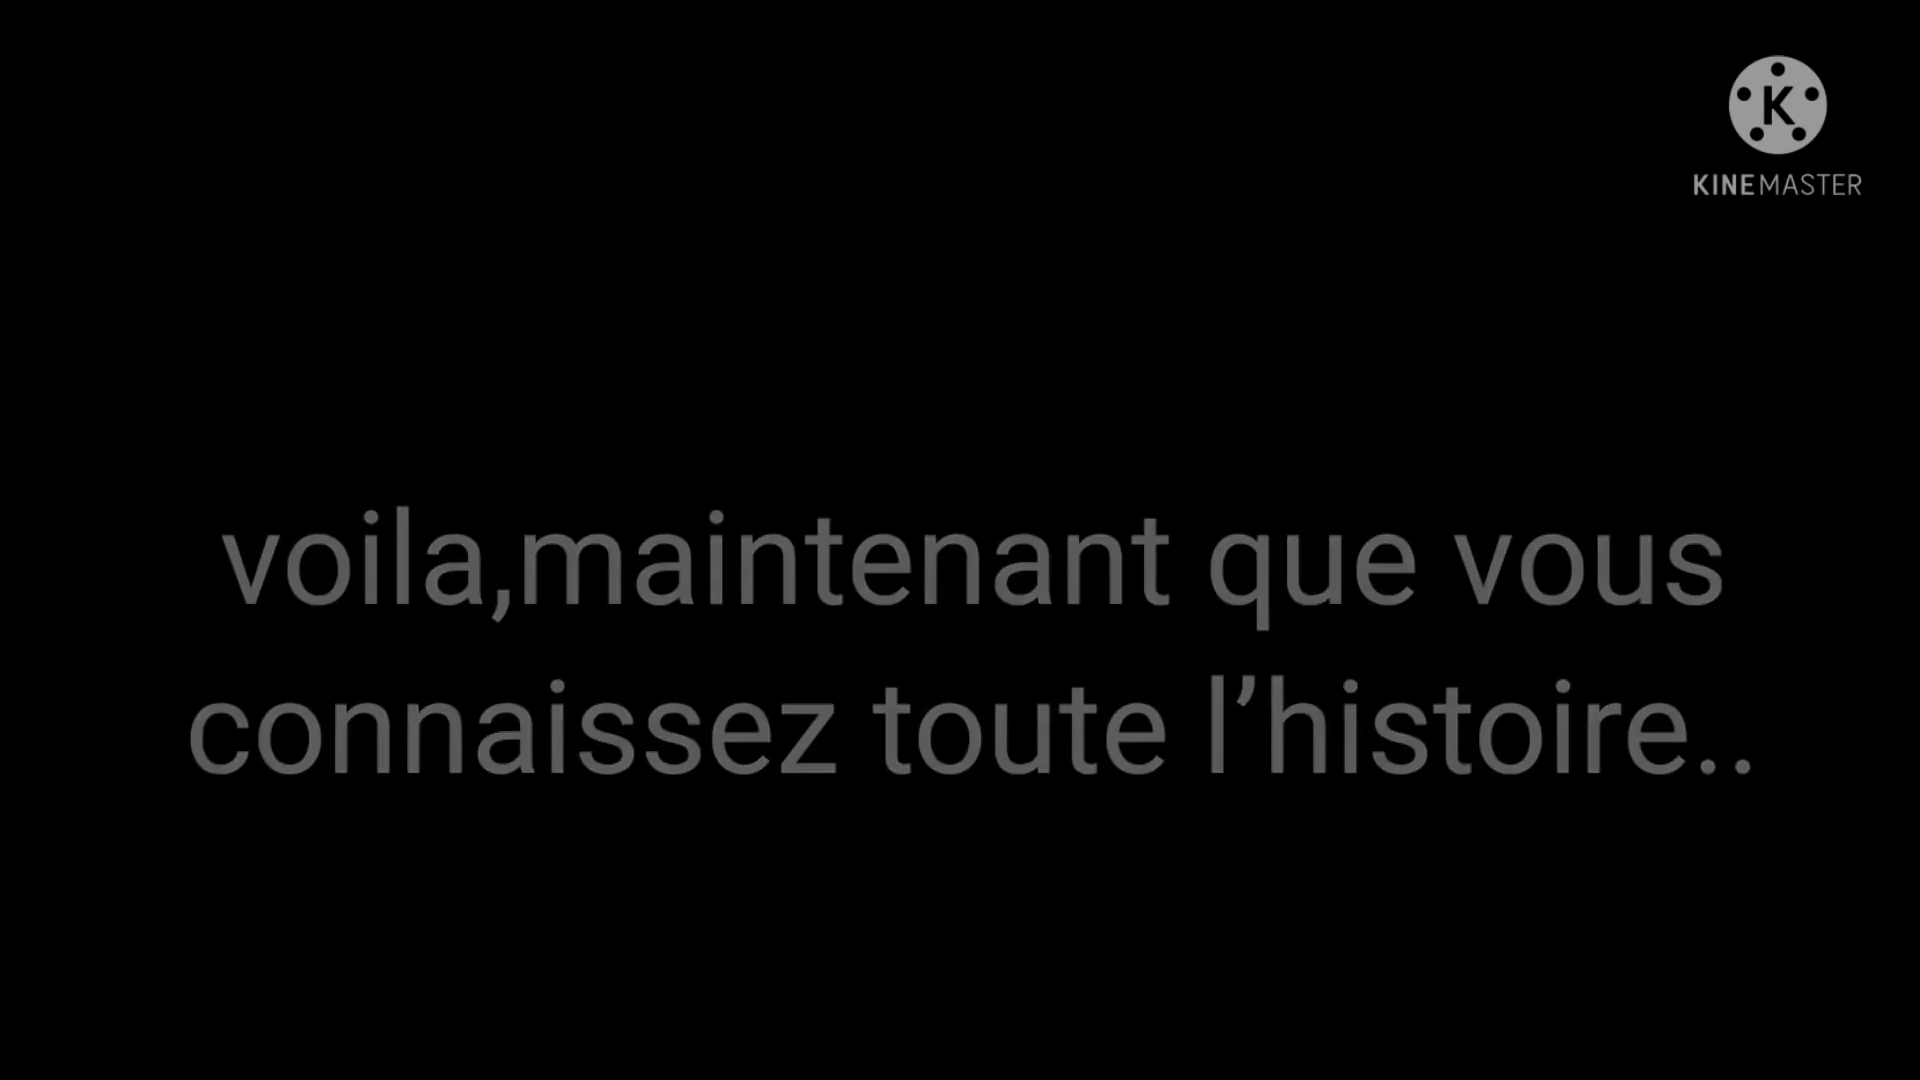 K
KINEMASTER
voila,maintenant que vous
connaissez toute l’histoire..